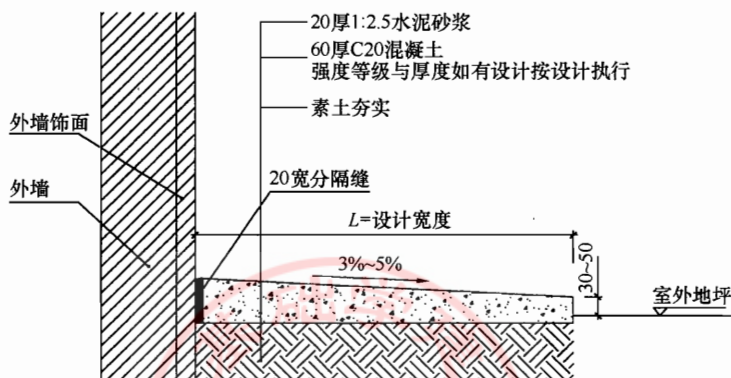 20厚1:2.5水泥砂浆
60厚C20混凝土
强度等级与厚度如有设计按设计执行
素土夯实
外墙饰面
外墙
20宽分隔缝
L=设计宽度
3%~5%
30~50
室外地坪